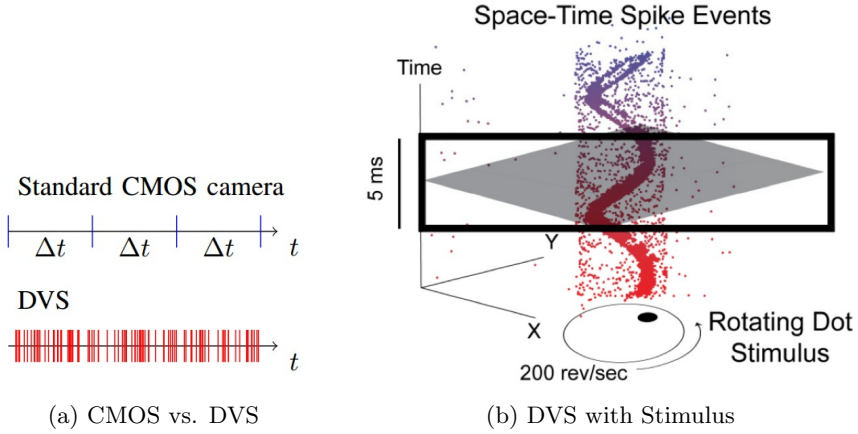 Standard CMOS camera
Δt Δt Δt t
DVS
t
(a) CMOS vs. DVS
Space-Time Spike Events
Time
5 ms
Y
X
Rotating Dot
Stimulus
200 rev/sec
(b) DVS with Stimulus